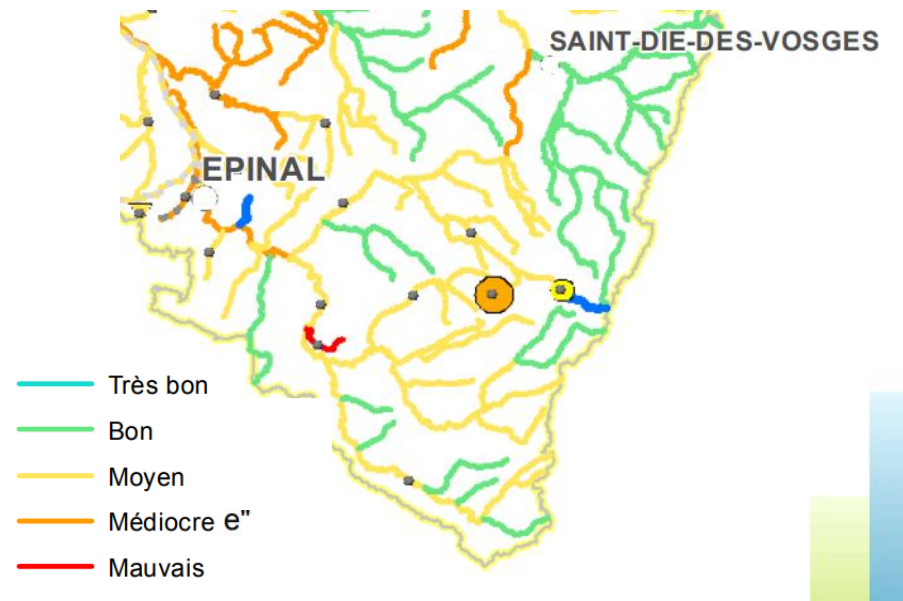 SAINT-DIE-DES-VOSGES
EPINAL
Très bon
Bon
Moyen
Médiocre e"
Mauvais